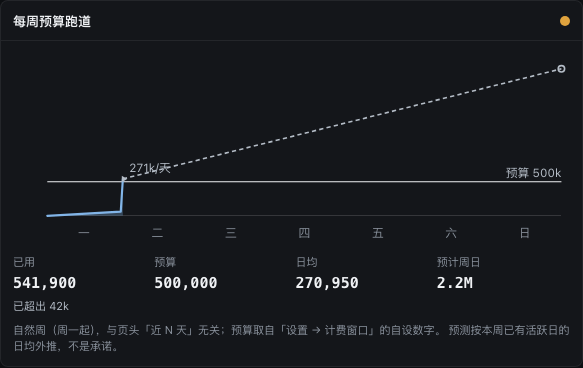 每周预算跑道
271k/天
预算 500k
一 二 三 四 五 六 日
已用 预算 日均 预计周日
541,900 500,000 270,950 2.2M
已超出 42k
自然周（周一起），与页头「近 N 天」无关；预算取自「设置 → 计费窗口」的自设数字。 预测按本周已有活跃日的
日均外推，不是承诺。